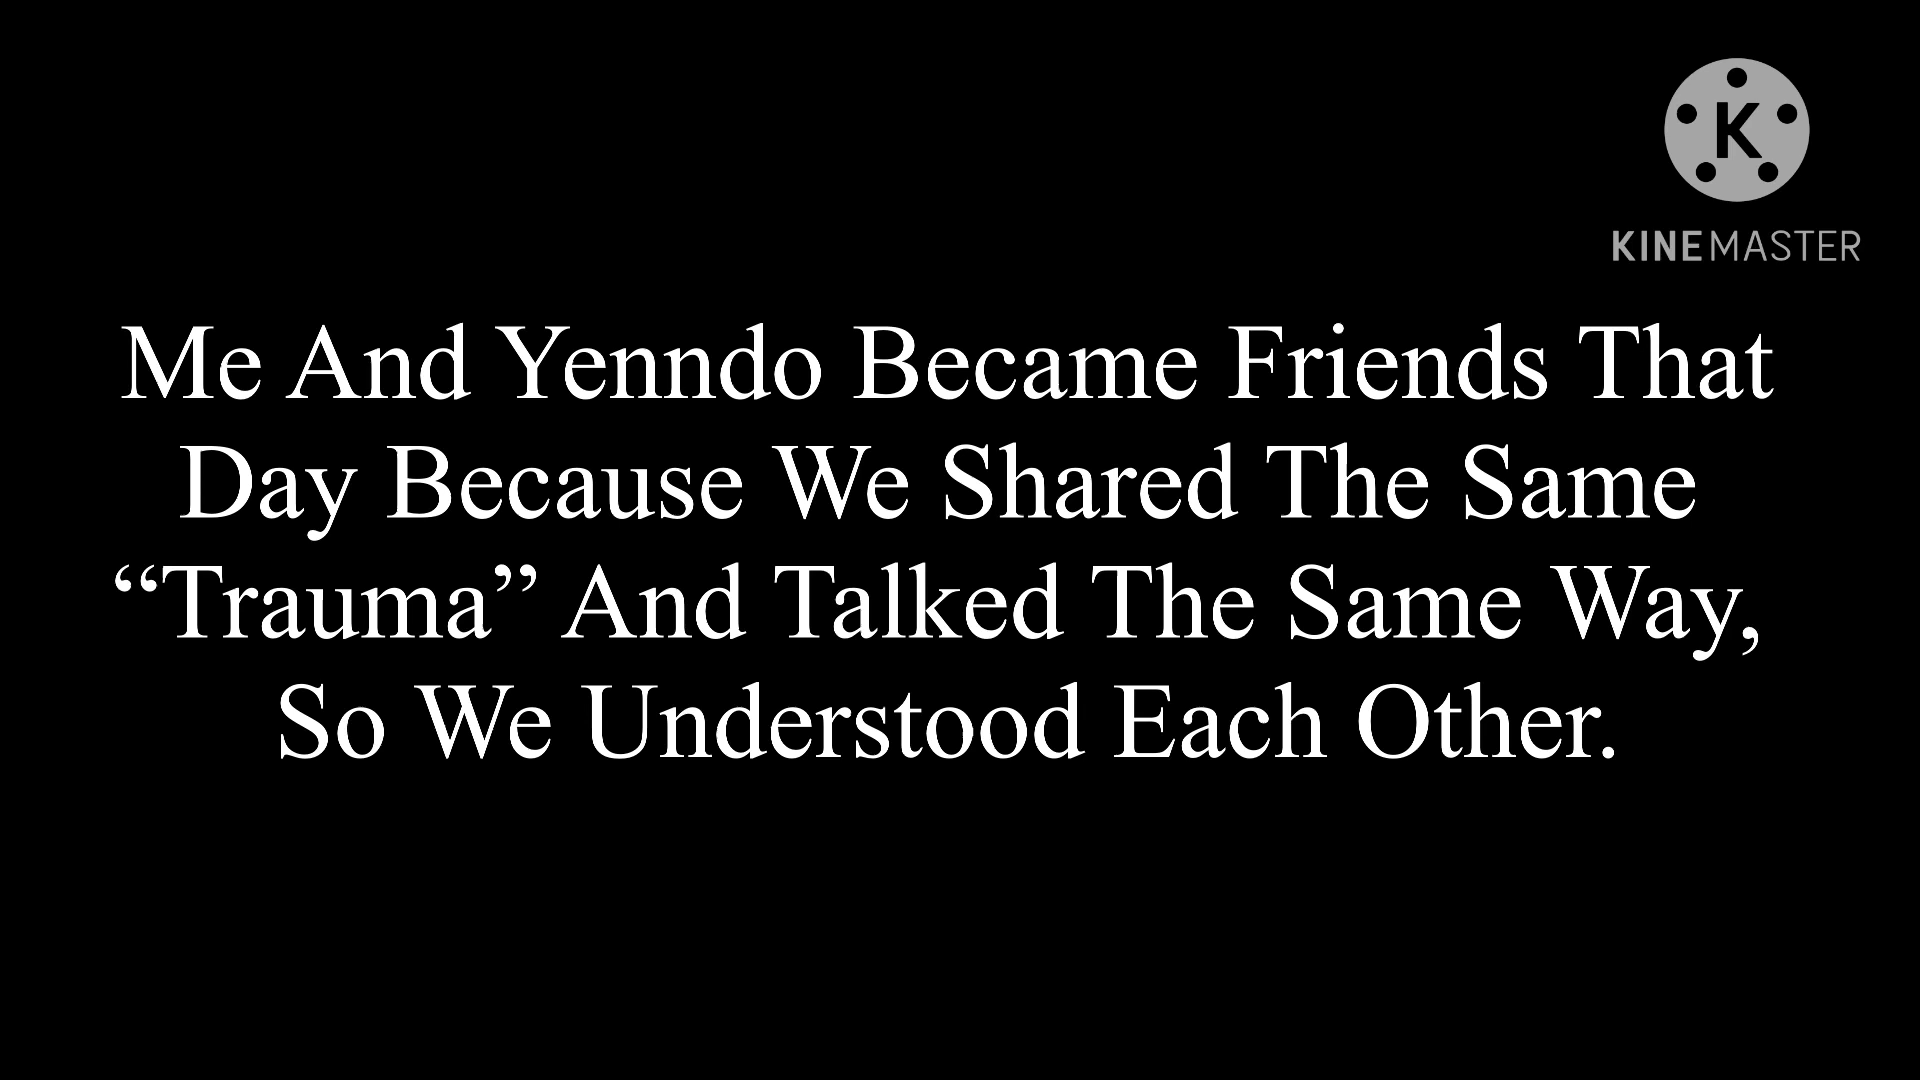 K
KINEMASTER
Me And Yenndo Became Friends That
Day Because We Shared The Same
“Trauma” And Talked The Same Way,
So We Understood Each Other.